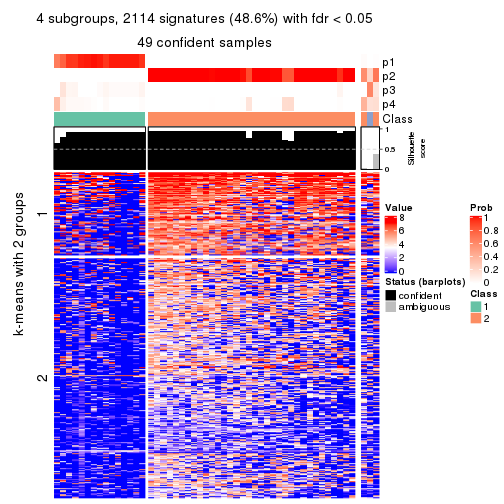 4 subgroups, 2114 signatures (48.6%) with fdr < 0.05
49 confident samples
p1
p2
p3
p4
Class
1
0.5
0
Silhouette
score
k-means with 2 groups
1
2
Value
8
6
4
2
0
Prob
1
0.8
0.6
0.4
0.2
0
Status (barplots)
confident
ambiguous
Class
1
2